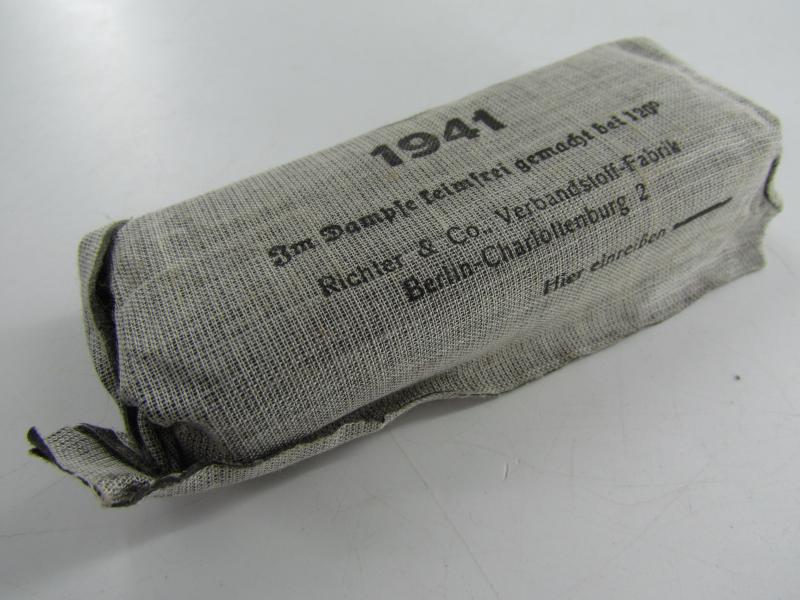 1941
Im Dampfe keimfrei gemacht bei 120°
Richter & Co., Verbandstoff-Fabrik
Berlin-Charlottenburg 2
Hier einreißen